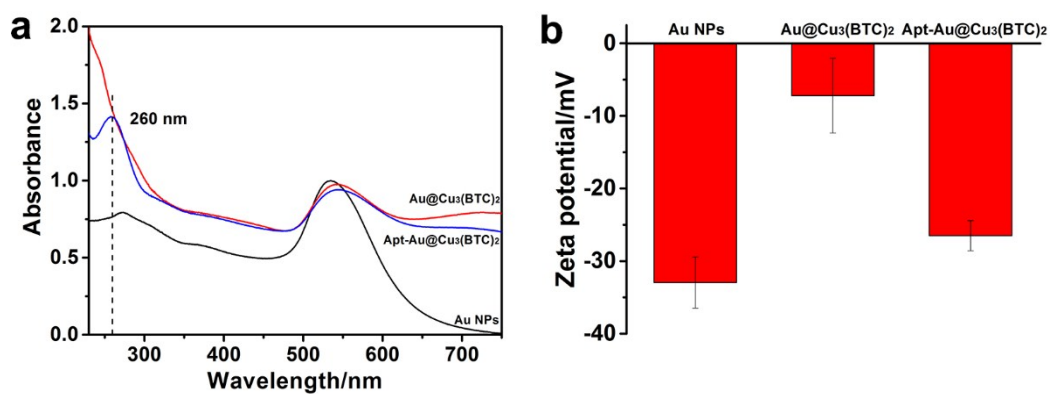 a
2.0
1.5
1.0
0.5
0.0
Absorbance
260 nm
Au@Cu₃(BTC)₂
Apt-Au@Cu₃(BTC)₂
Au NPs
300 400 500 600 700
Wavelength/nm
b
Au NPs Au@Cu₃(BTC)₂ Apt-Au@Cu₃(BTC)₂
0
-10
-20
-30
-40
Zeta potential/mV